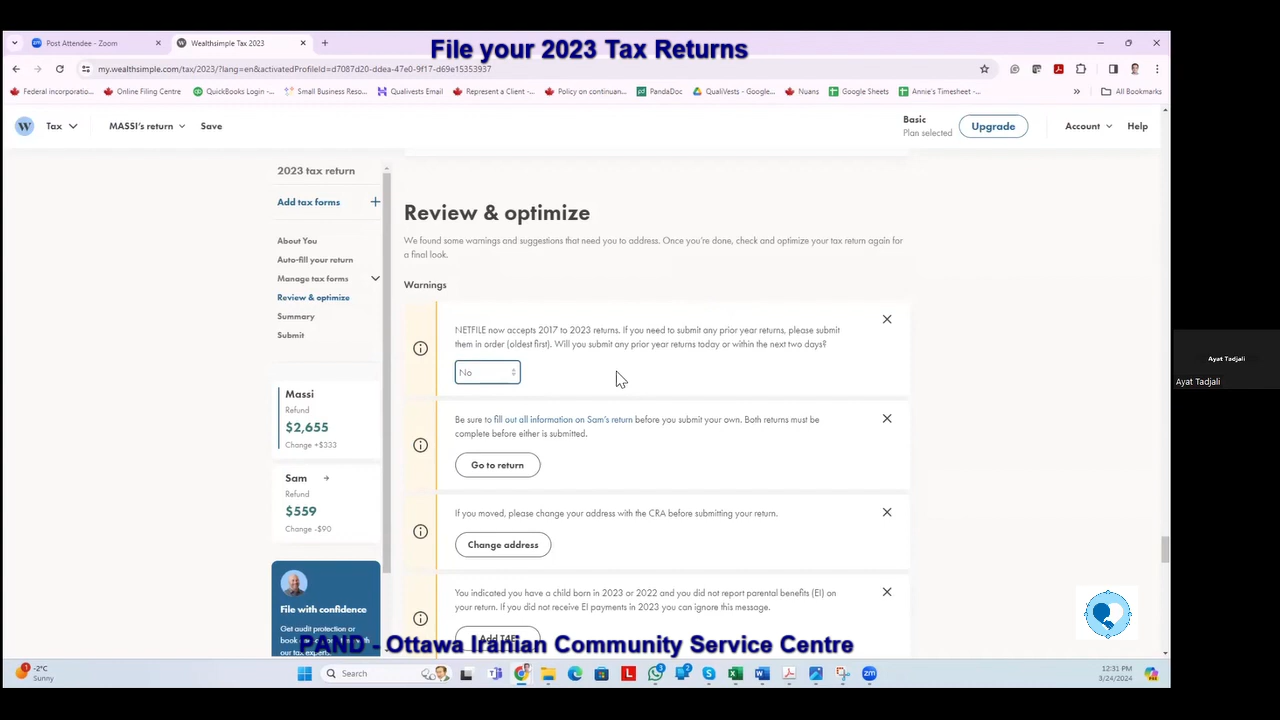 File your 2023 Tax Returns
Post Attendee - Zoom
Wealthsimple Tax 2023
my.wealthsimple.com/tax/2023/?lang=en&activatedProfileId=d7087d20-ddea-47e0-9f17-d69e15353937
Federal incorporatio...
Online Filing Centre
QuickBooks Login -...
Small Business Reso...
Qualivests Email
Represent a Client -...
Policy on continuan...
PandaDoc
QualiVests - Google...
Nuans
Google Sheets
Annie's Timesheet -...
All Bookmarks
W
Tax
MASSI's return
Save
Basic
Plan selected
Upgrade
Account
Help
2023 tax return
Add tax forms
About You
Auto-fill your return
Manage tax forms
Review & optimize
Summary
Submit
Massi
Refund
$2,655
Change +$333
Sam
Refund
$559
Change -$90
File with confidence
Get audit protection or
book
our tax experts.
Review & optimize
We found some warnings and suggestions that need you to address. Once you're done, check and optimize your tax return again for
a final look.
Warnings
NETFILE now accepts 2017 to 2023 returns. If you need to submit any prior year returns, please submit
them in order (oldest first). Will you submit any prior year returns today or within the next two days?
No
Be sure to fill out all information on Sam's return before you submit your own. Both returns must be
complete before either is submitted.
Go to return
If you moved, please change your address with the CRA before submitting your return.
Change address
You indicated you have a child born in 2023 or 2022 and you did not report parental benefits (EI) on
your return. If you did not receive EI payments in 2023 you can ignore this message.
Add T4E
PAND - Ottawa Iranian Community Service Centre
Ayat Tadjali
Ayat Tadjali
-2°C
Sunny
Search
12:31 PM
3/24/2024